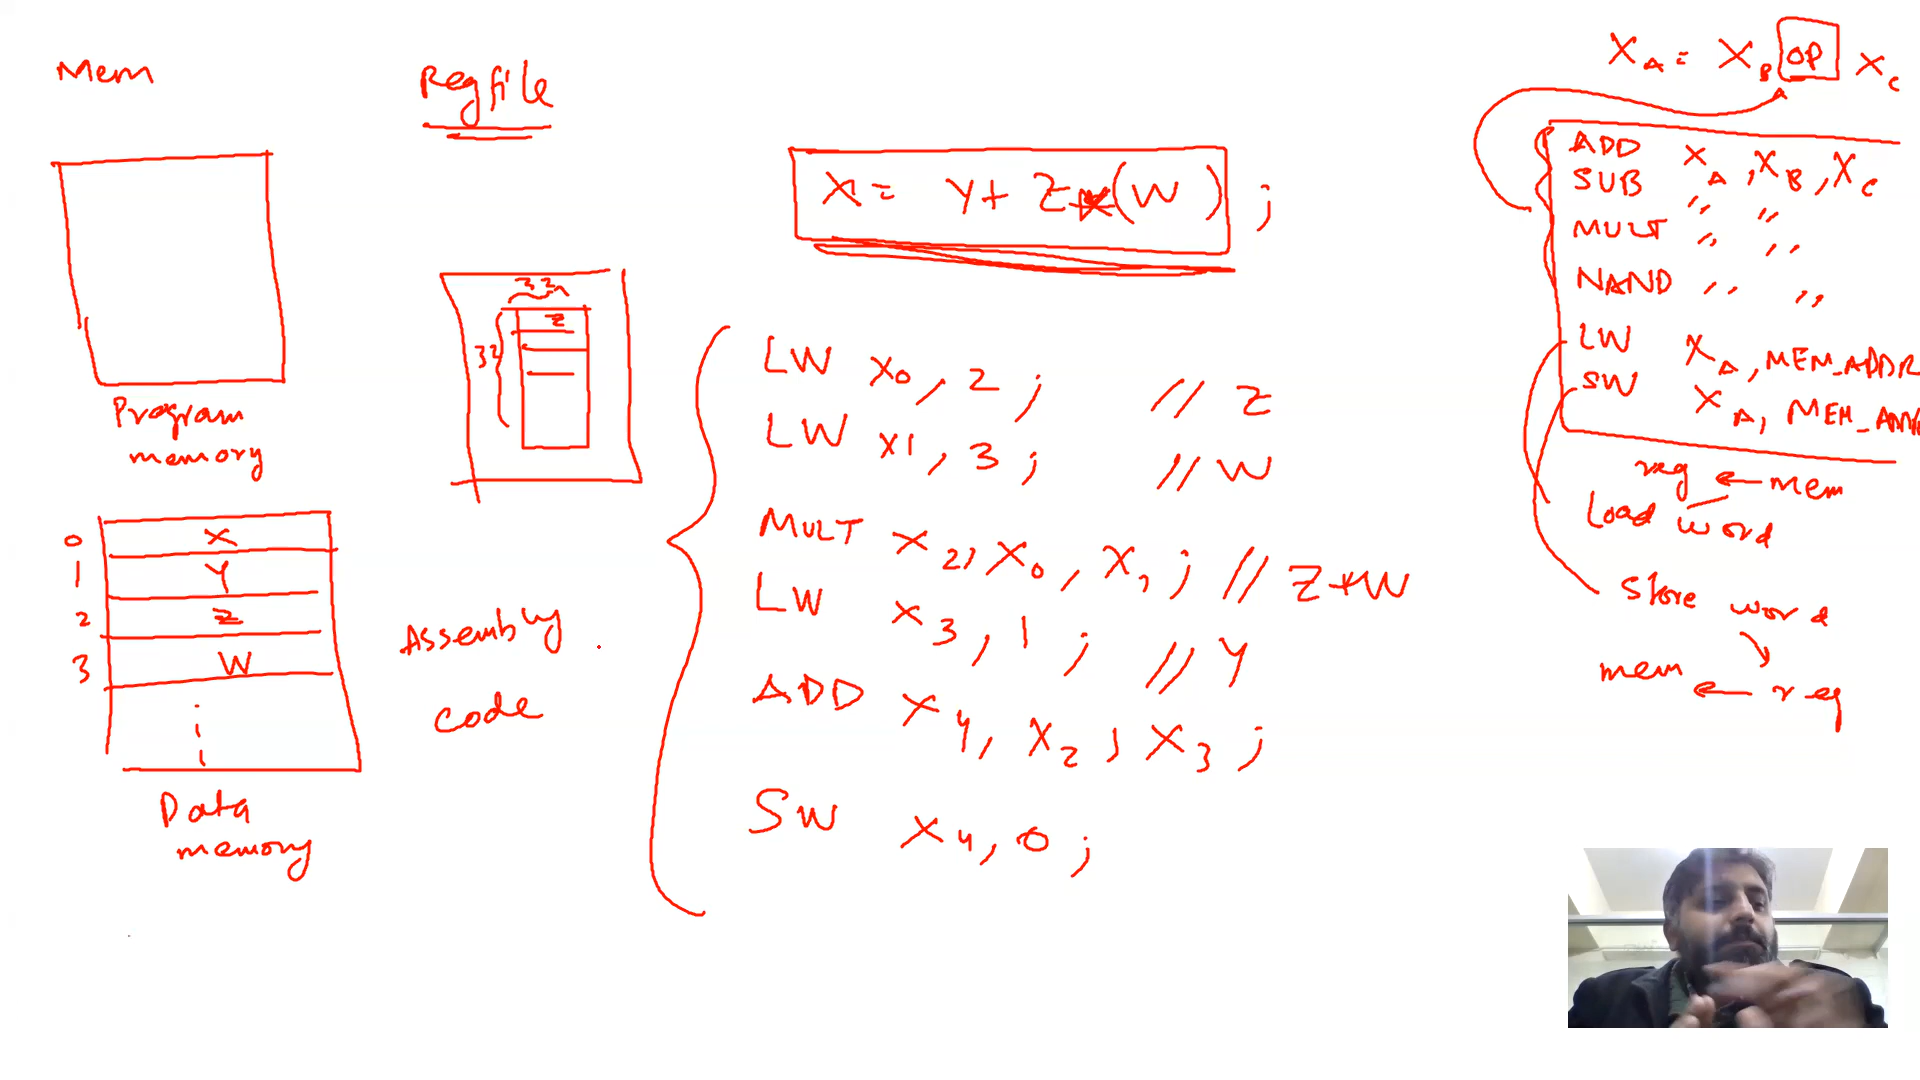 Mem
Regfile
X = Y + Z * (W) ;
32
Z
32
Program
memory
0 X
1 Y
2 Z
3 W
Data
memory
Assembly
code
LW X0, 2 ; // Z
LW X1, 3 ; // W
MULT X2, X0, X1 ; // Z*W
LW X3, 1 ; // Y
ADD X4, X2, X3 ;
SW X4, 0 ;
XA = XB OP XC
ADD XA, XB, XC
SUB " "
MULT " "
NAND " "
LW XA, MEM_ADDR
SW XA, MEM_
reg ← mem
Load word
Store word
mem ← reg